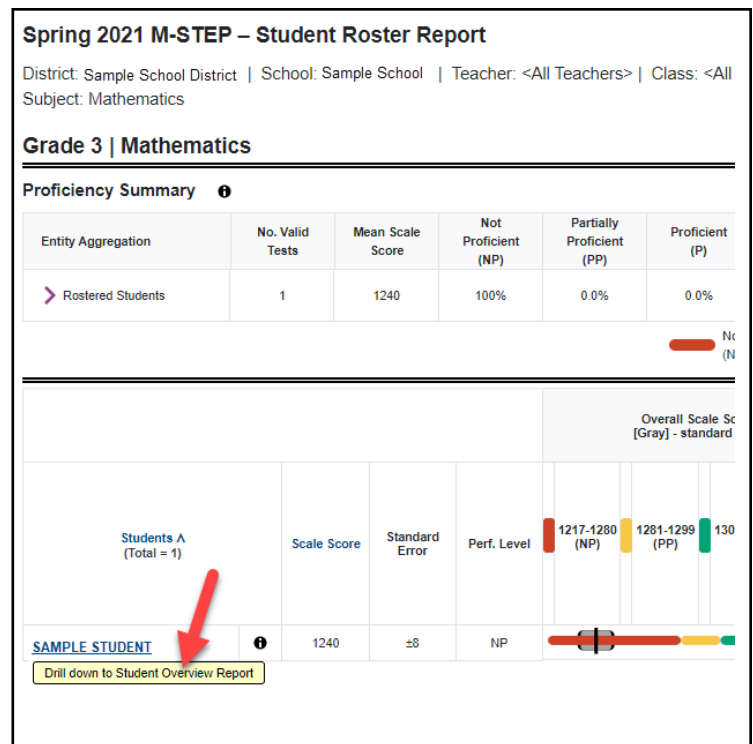 Spring 2021 M-STEP – Student Roster Report
District: Sample School District | School: Sample School | Teacher: <All Teachers> | Class: <All
Subject: Mathematics
Grade 3 | Mathematics
Proficiency Summary
Entity Aggregation
No. Valid
Tests
Mean Scale
Score
Not
Proficient
(NP)
Partially
Proficient
(PP)
Proficient
(P)
Rostered Students 1 1240 100% 0.0% 0.0%
Overall Scale
[Gray] - standard
Students
(Total = 1)
Scale Score
Standard
Error
Perf. Level
1217-1280
(NP)
1281-1299
(PP)
130
SAMPLE STUDENT 1240 ±8 NP
Drill down to Student Overview Report